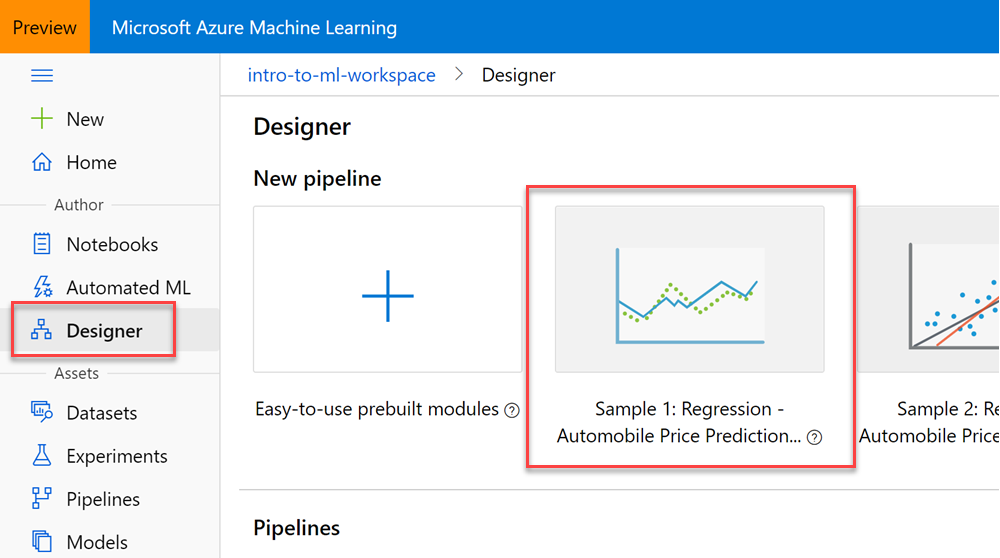 Preview
Microsoft Azure Machine Learning
intro-to-ml-workspace > Designer
New
Home
Author
Notebooks
Automated ML
Designer
Assets
Datasets
Experiments
Pipelines
Models
Designer
New pipeline
Easy-to-use prebuilt modules ?
Sample 1: Regression -
Automobile Price Prediction... ?
Sample 2: Re
Automobile Price
Pipelines